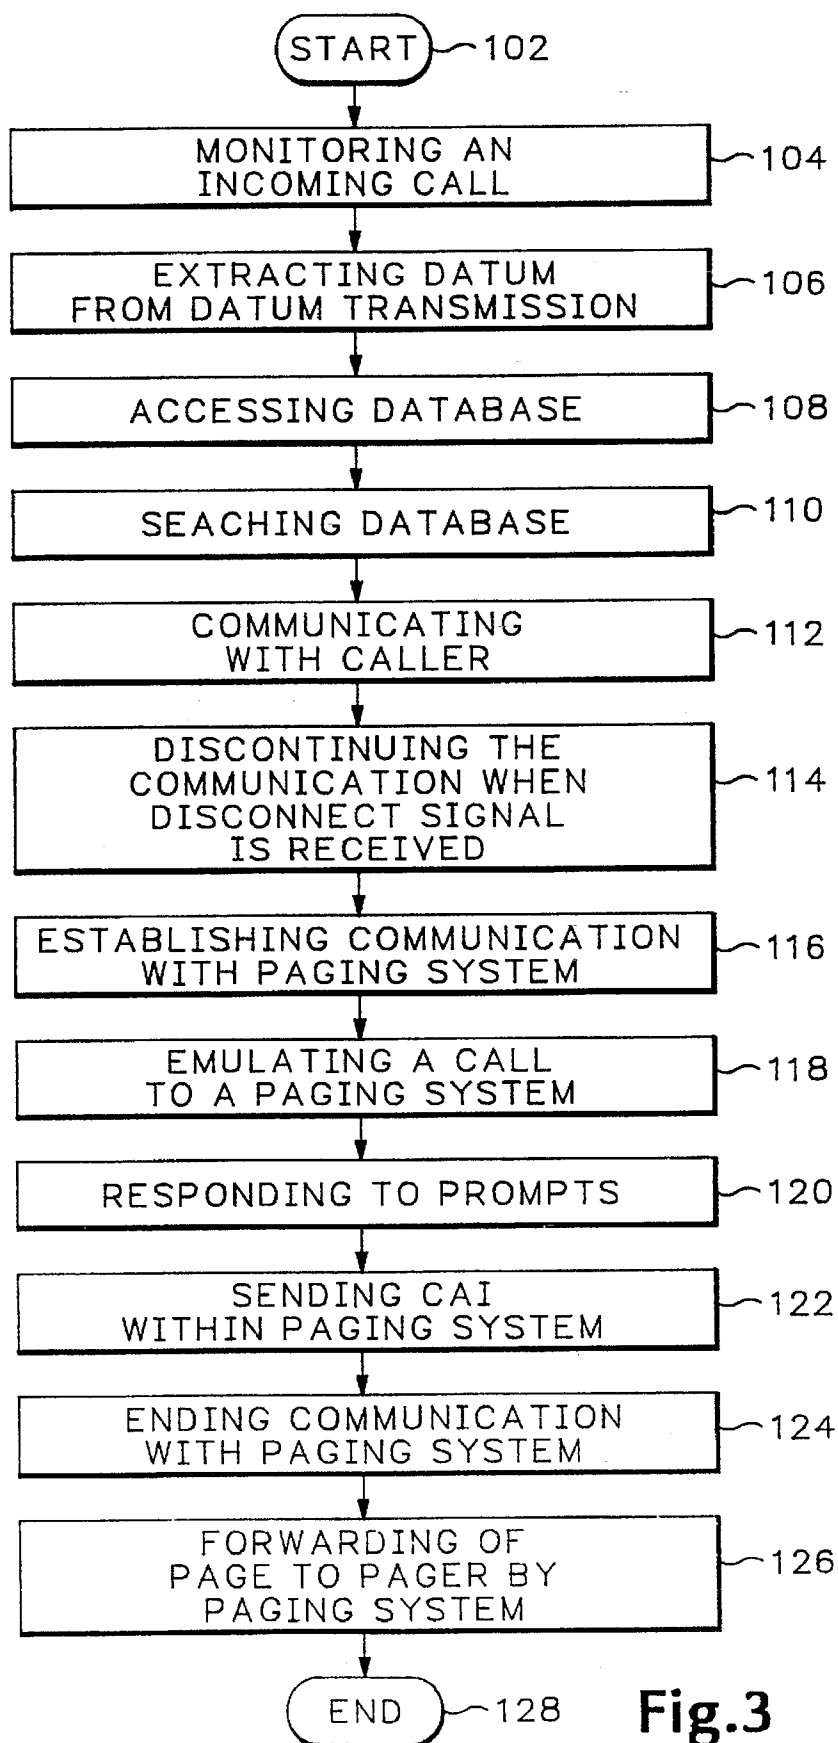 START 102
MONITORING AN
INCOMING CALL
104
EXTRACTING DATUM
FROM DATUM TRANSMISSION
106
ACCESSING DATABASE 108
SEACHING DATABASE 110
COMMUNICATING
WITH CALLER
112
DISCONTINUING THE
COMMUNICATION WHEN
DISCONNECT SIGNAL
IS RECEIVED
114
ESTABLISHING COMMUNICATION
WITH PAGING SYSTEM
116
EMULATING A CALL
TO A PAGING SYSTEM
118
RESPONDING TO PROMPTS 120
SENDING CAI
WITHIN PAGING SYSTEM
122
ENDING COMMUNICATION
WITH PAGING SYSTEM
124
FORWARDING OF
PAGE TO PAGER BY
PAGING SYSTEM
126
END 128
Fig.3